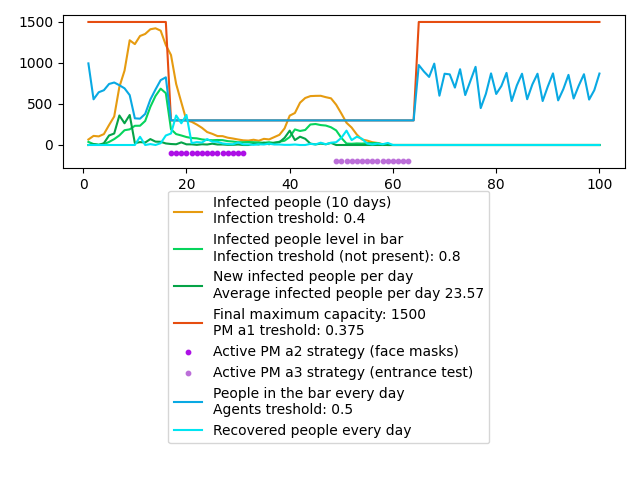 1500
1000
500
0
0 20 40 60 80 100
Infected people (10 days)
Infection treshold: 0.4
Infected people level in bar
Infection treshold (not present): 0.8
New infected people per day
Average infected people per day 23.57
Final maximum capacity: 1500
PM a1 treshold: 0.375
Active PM a2 strategy (face masks)
Active PM a3 strategy (entrance test)
People in the bar every day
Agents treshold: 0.5
Recovered people every day